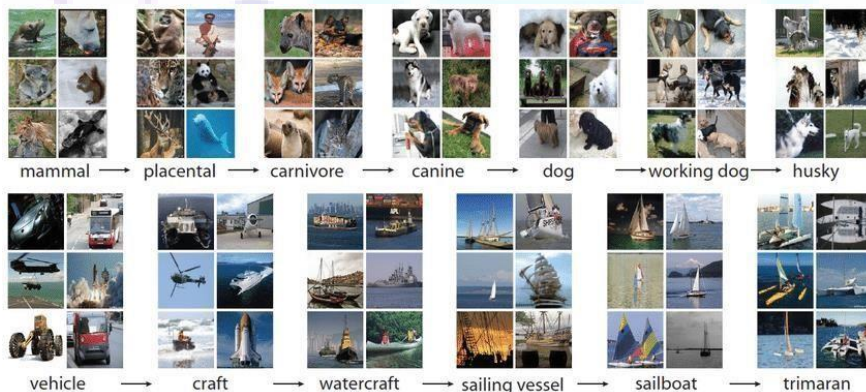 mammal → placental → carnivore → canine → dog → working dog → husky
vehicle → craft → watercraft → sailing vessel → sailboat → trimaran